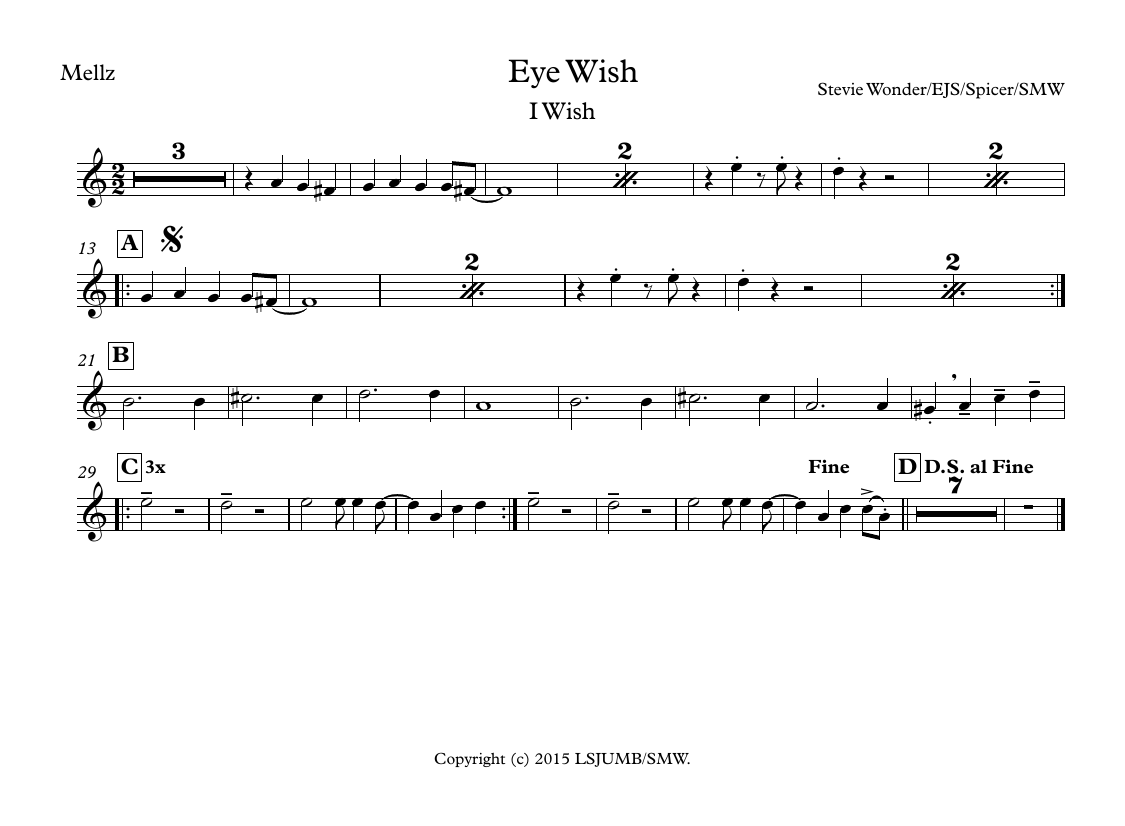 Mellz
Eye Wish
I Wish
Stevie Wonder/EJS/Spicer/SMW
3
2
2
2
2
13
A
2
2
21
B
29
C 3x
Fine
D D.S. al Fine
7
Copyright (c) 2015 LSJUMB/SMW.